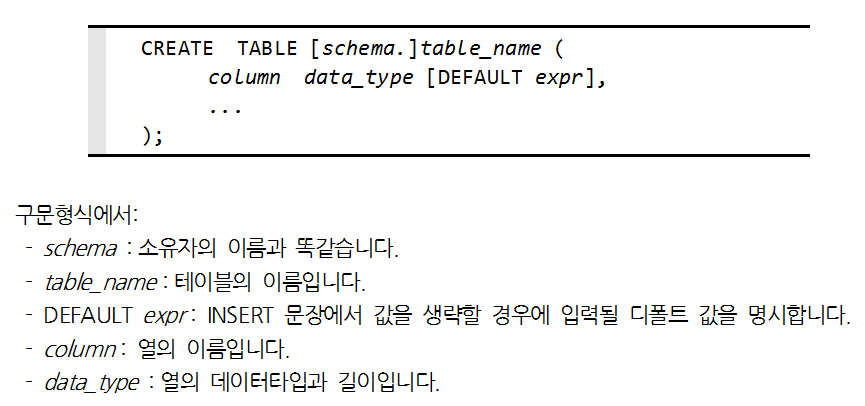 CREATE TABLE [schema.]table_name (
column data_type [DEFAULT expr],
...
);
구문형식에서:
- schema : 소유자의 이름과 똑같습니다.
- table_name : 테이블의 이름입니다.
- DEFAULT expr : INSERT 문장에서 값을 생략할 경우에 입력될 디폴트 값을 명시합니다.
- column : 열의 이름입니다.
- data_type : 열의 데이터타입과 길이입니다.